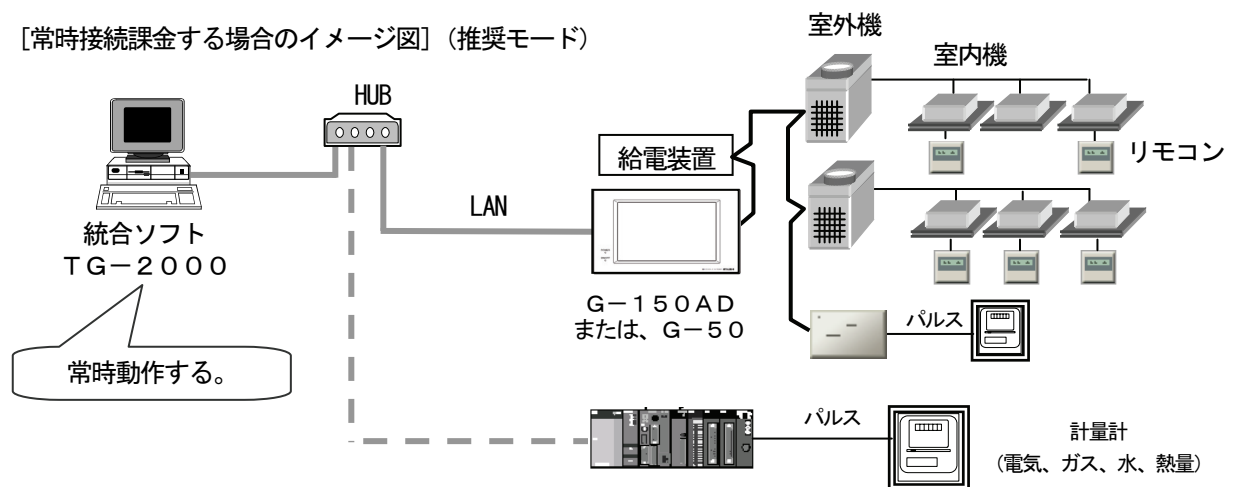 [常時接続課金する場合のイメージ図]（推奨モード）
室外機
室内機
HUB
給電装置
リモコン
LAN
統合ソフト
ＴＧ－２０００
Ｇ－１５０ＡＤ
または、Ｇ－５０
パルス
常時動作する。
パルス
計量計
（電気、ガス、水、熱量）